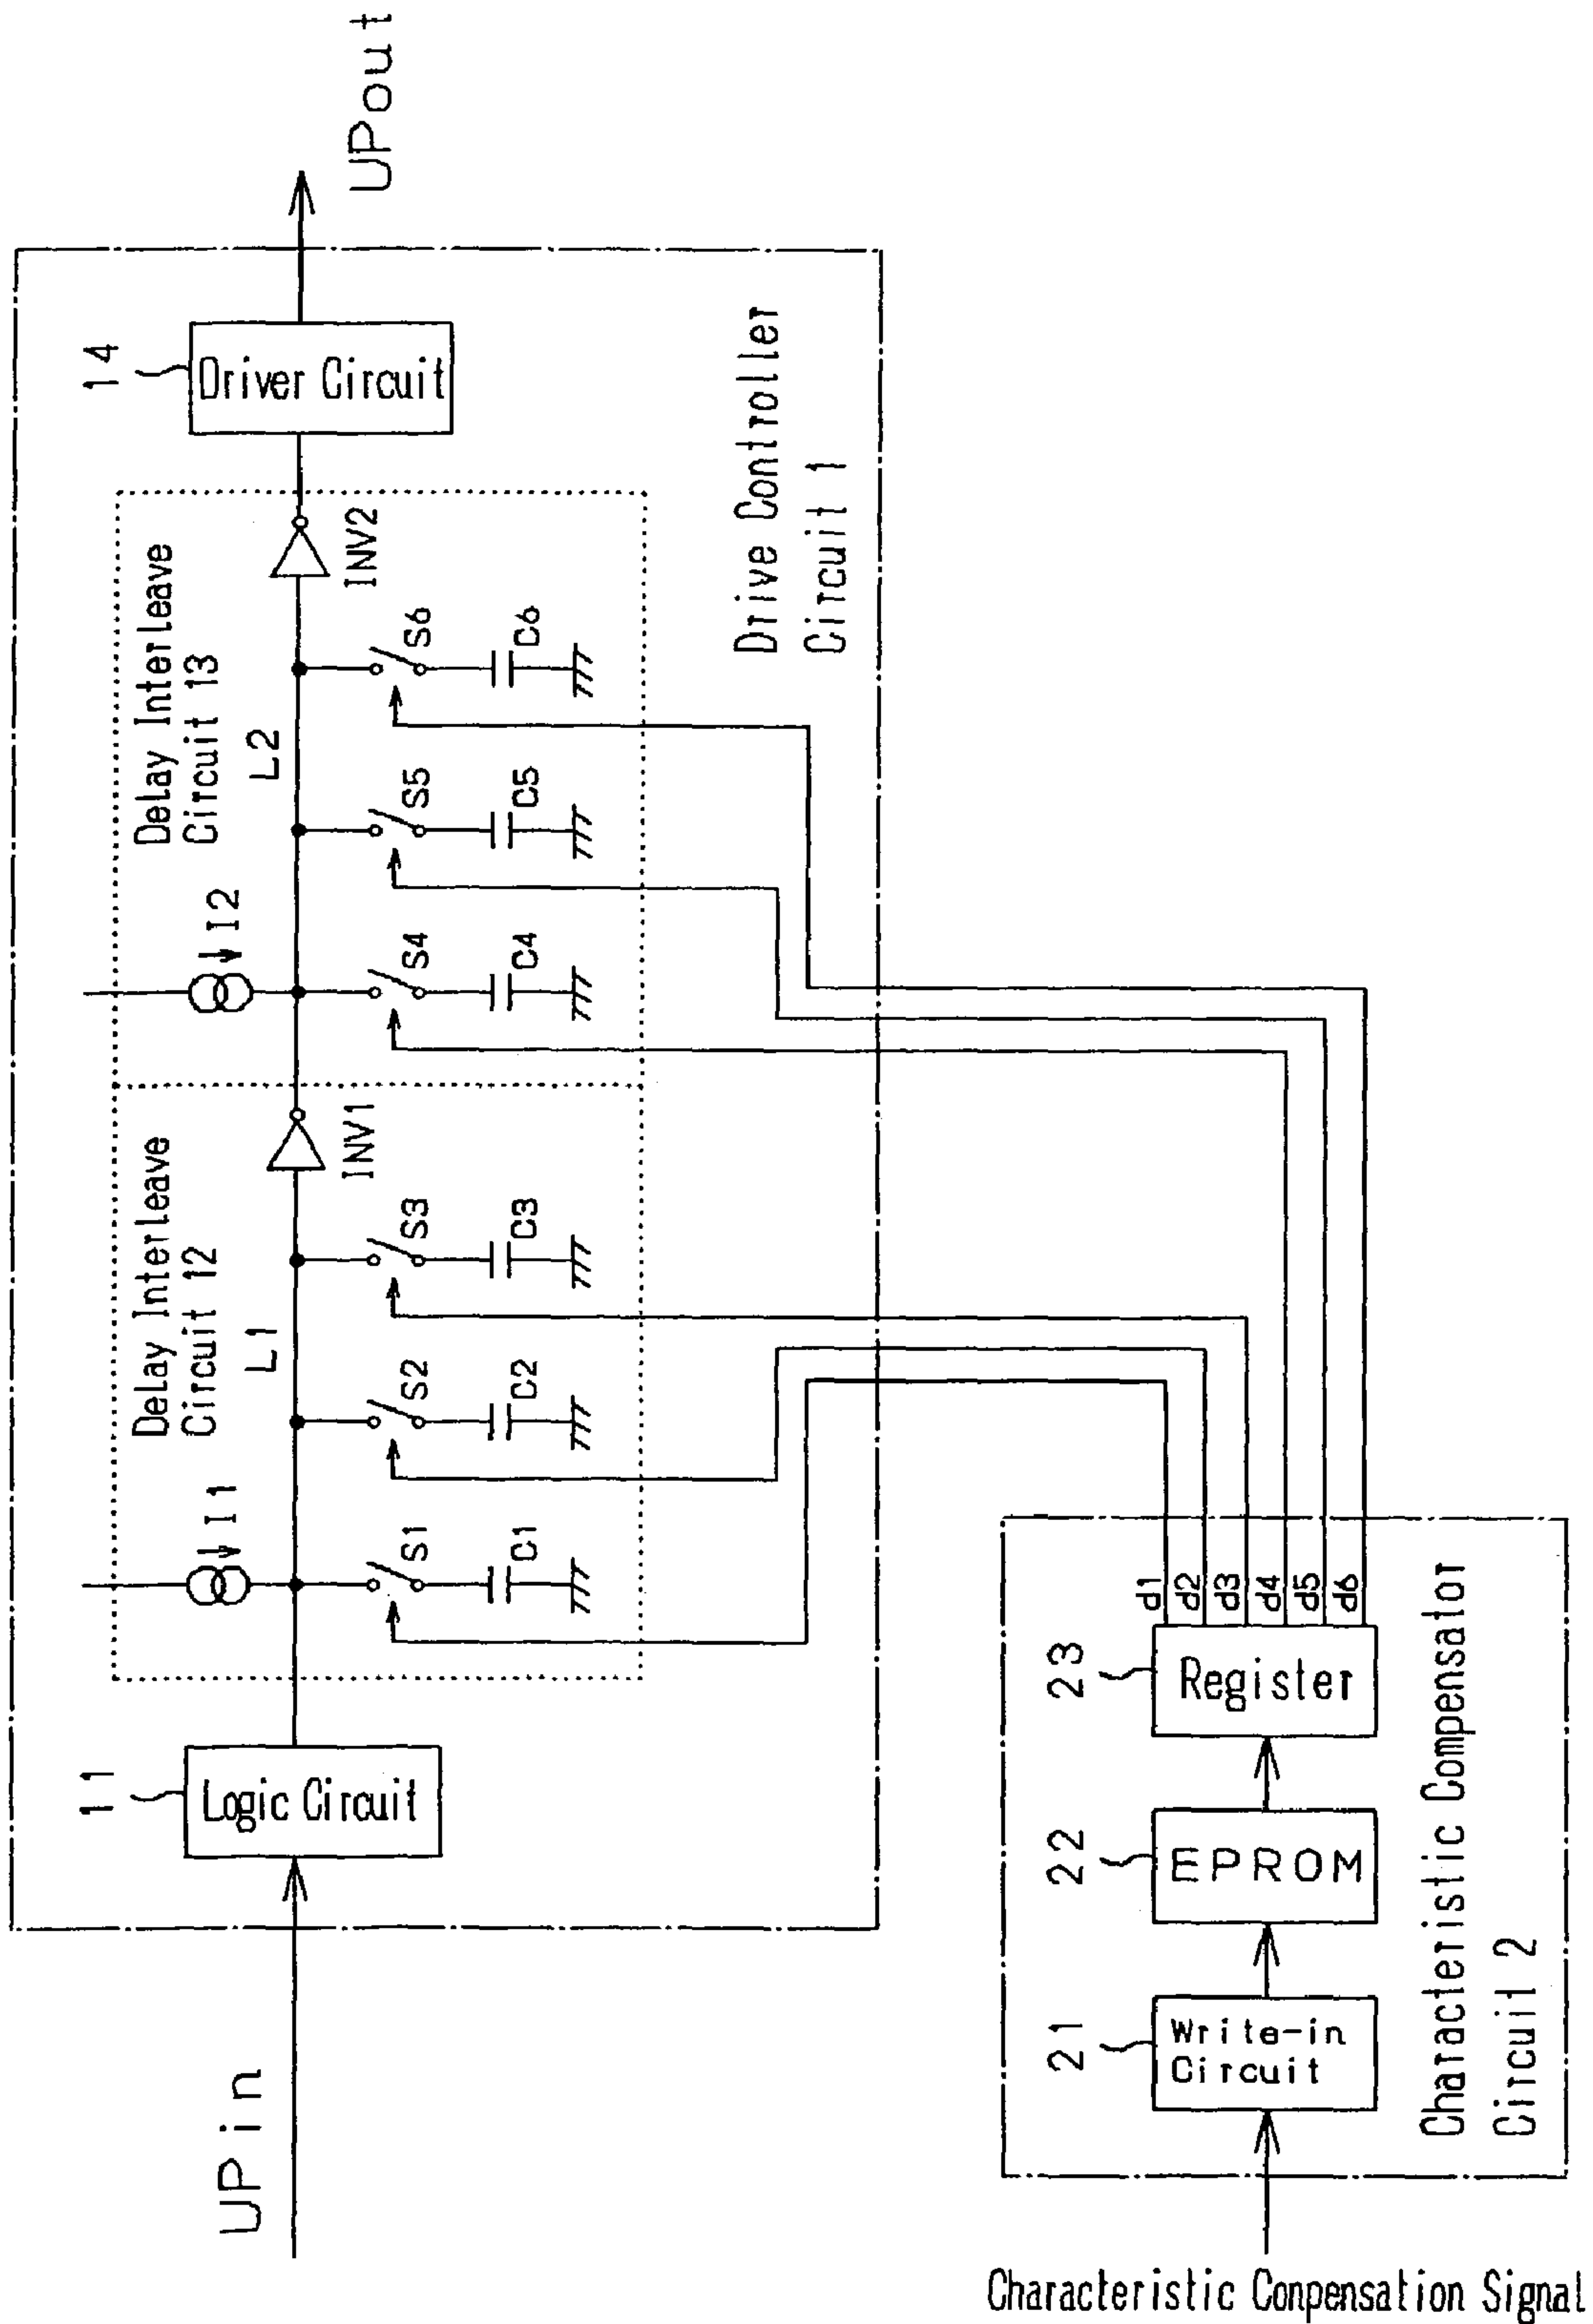 UPin
11
Logic Circuit
Delay Interleave
Circuit 12
I1
L1
S1
C1
S2
C2
S3
C3
INV1
Delay Interleave
Circuit 13
I2
L2
S4
C4
S5
C5
S6
C6
INV2
14
Driver Circuit
UPout
Drive Controller
Circuit 1
Characteristic Conpensation Signal
21
Write-in
Circuit
22
EPROM
23
Register
d1
d2
d3
d4
d5
d6
Characteristic Compensator
Circuit 2